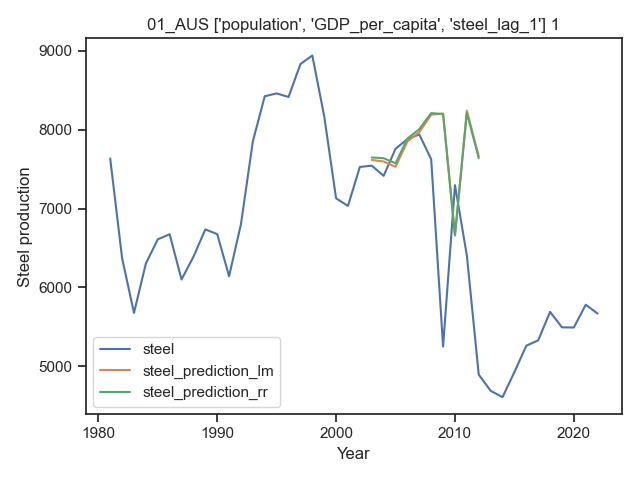 01_AUS ['population', 'GDP_per_capita', 'steel_lag_1'] 1
9000
8000
7000
6000
5000
Steel production
steel
steel_prediction_lm
steel_prediction_rr
1980
1990
2000
2010
2020
Year